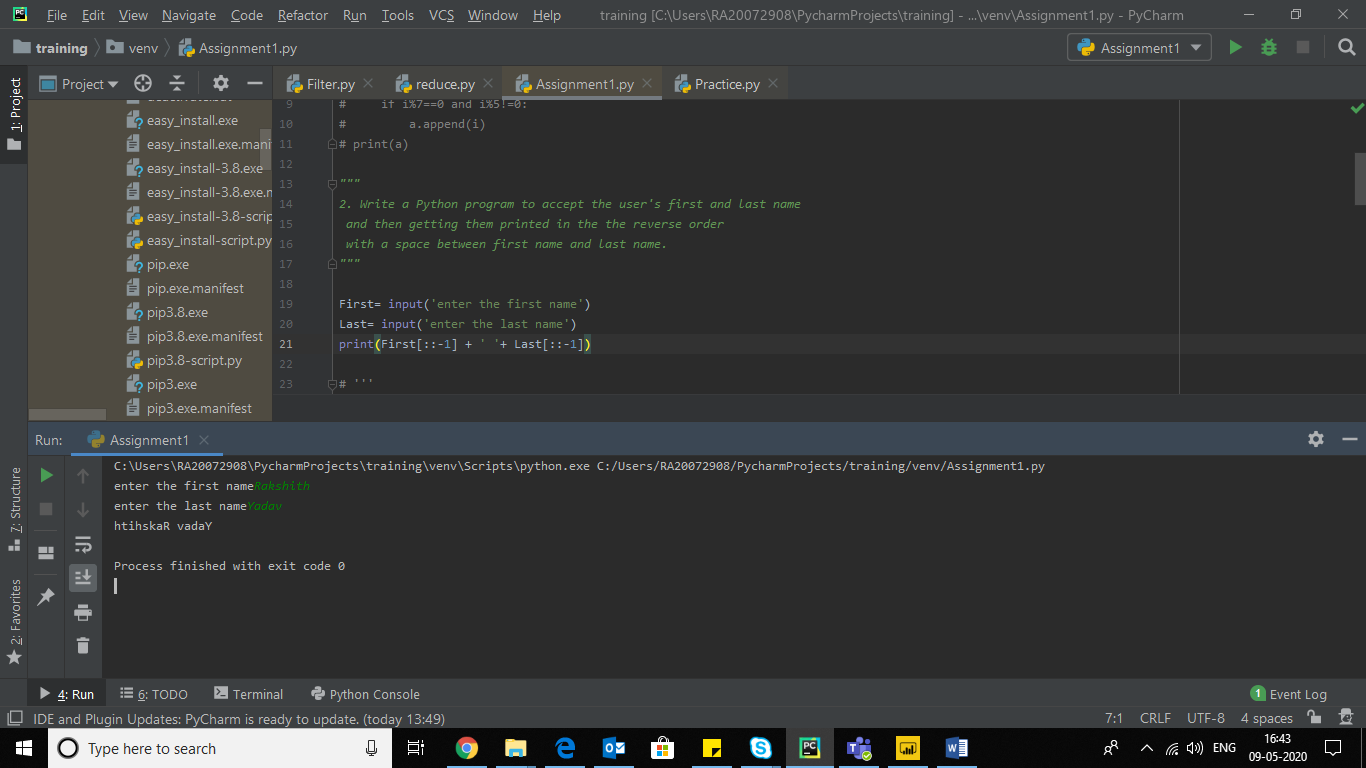 File Edit View Navigate Code Refactor Run Tools VCS Window Help training [C:\Users\RA20072908\PycharmProjects\training] - ...\venv\Assignment1.py - PyCharm
training venv Assignment1.py Assignment1
1: Project
Project Filter.py reduce.py Assignment1.py Practice.py
easy_install.exe
easy_install.exe.mani
easy_install-3.8.exe
easy_install-3.8.exe.n
easy_install-3.8-scrip
easy_install-script.py
pip.exe
pip.exe.manifest
pip3.8.exe
pip3.8.exe.manifest
pip3.8-script.py
pip3.exe
pip3.exe.manifest
9 #     if i%7==0 and i%5!=0:
10 #         a.append(i)
11 # print(a)
12
13 """
14 2. Write a Python program to accept the user's first and last name
15  and then getting them printed in the the reverse order
16  with a space between first name and last name.
17 """
18
19 First= input('enter the first name')
20 Last= input('enter the last name')
21 print(First[::-1] + ' '+ Last[::-1])
22
23 # '''
Run: Assignment1
C:\Users\RA20072908\PycharmProjects\training\venv\Scripts\python.exe C:/Users/RA20072908/PycharmProjects/training/venv/Assignment1.py
enter the first nameRakshith
enter the last nameYadav
htihskaR vadaY
Process finished with exit code 0
7: Structure
2: Favorites
4: Run 6: TODO Terminal Python Console 1 Event Log
IDE and Plugin Updates: PyCharm is ready to update. (today 13:49) 7:1 CRLF UTF-8 4 spaces
Type here to search ENG 16:43
09-05-2020